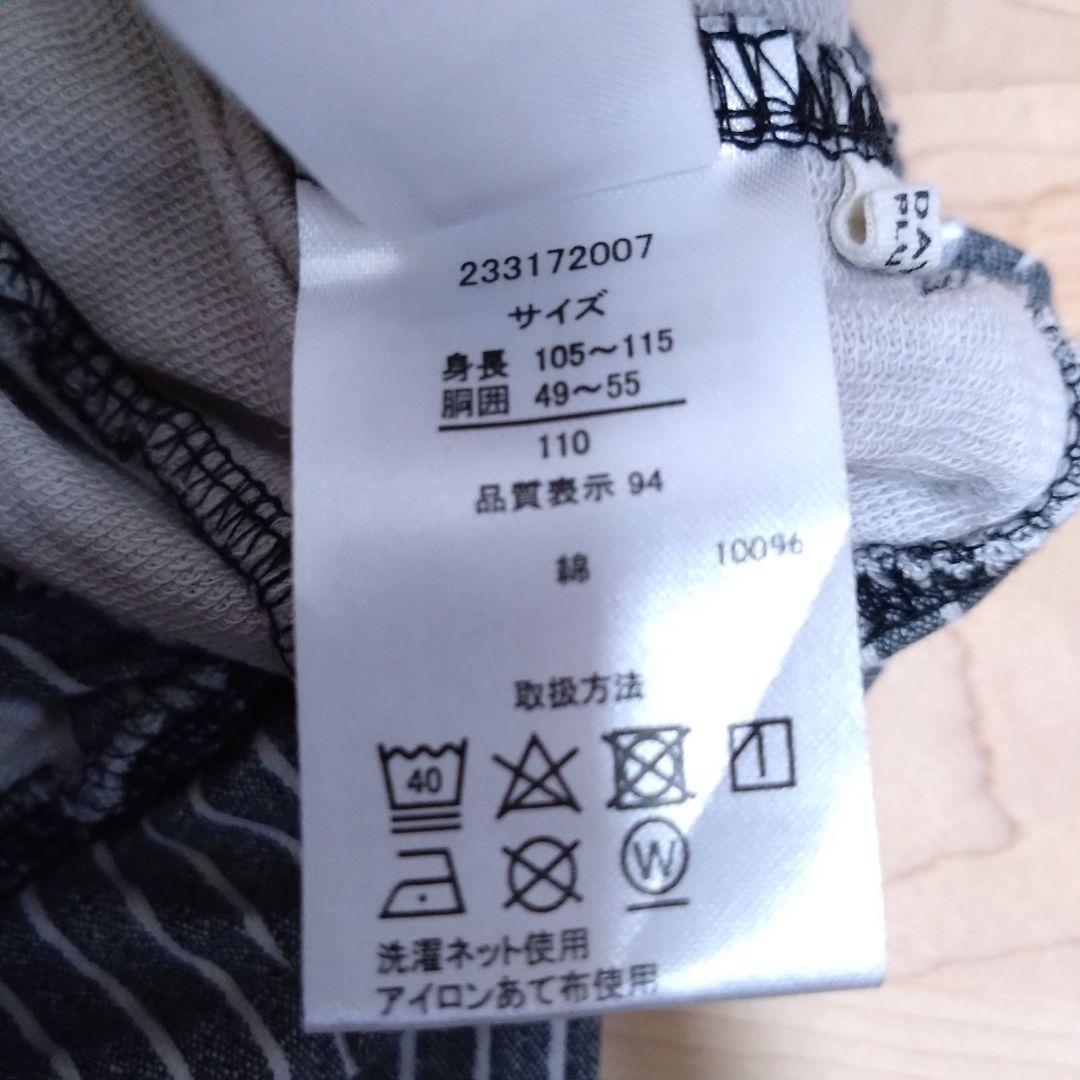 233172007
サイズ
身長 105〜115
胴囲 49〜55
110
品質表示 94
綿 100%
取扱方法
40
W
洗濯ネット使用
アイロンあて布使用